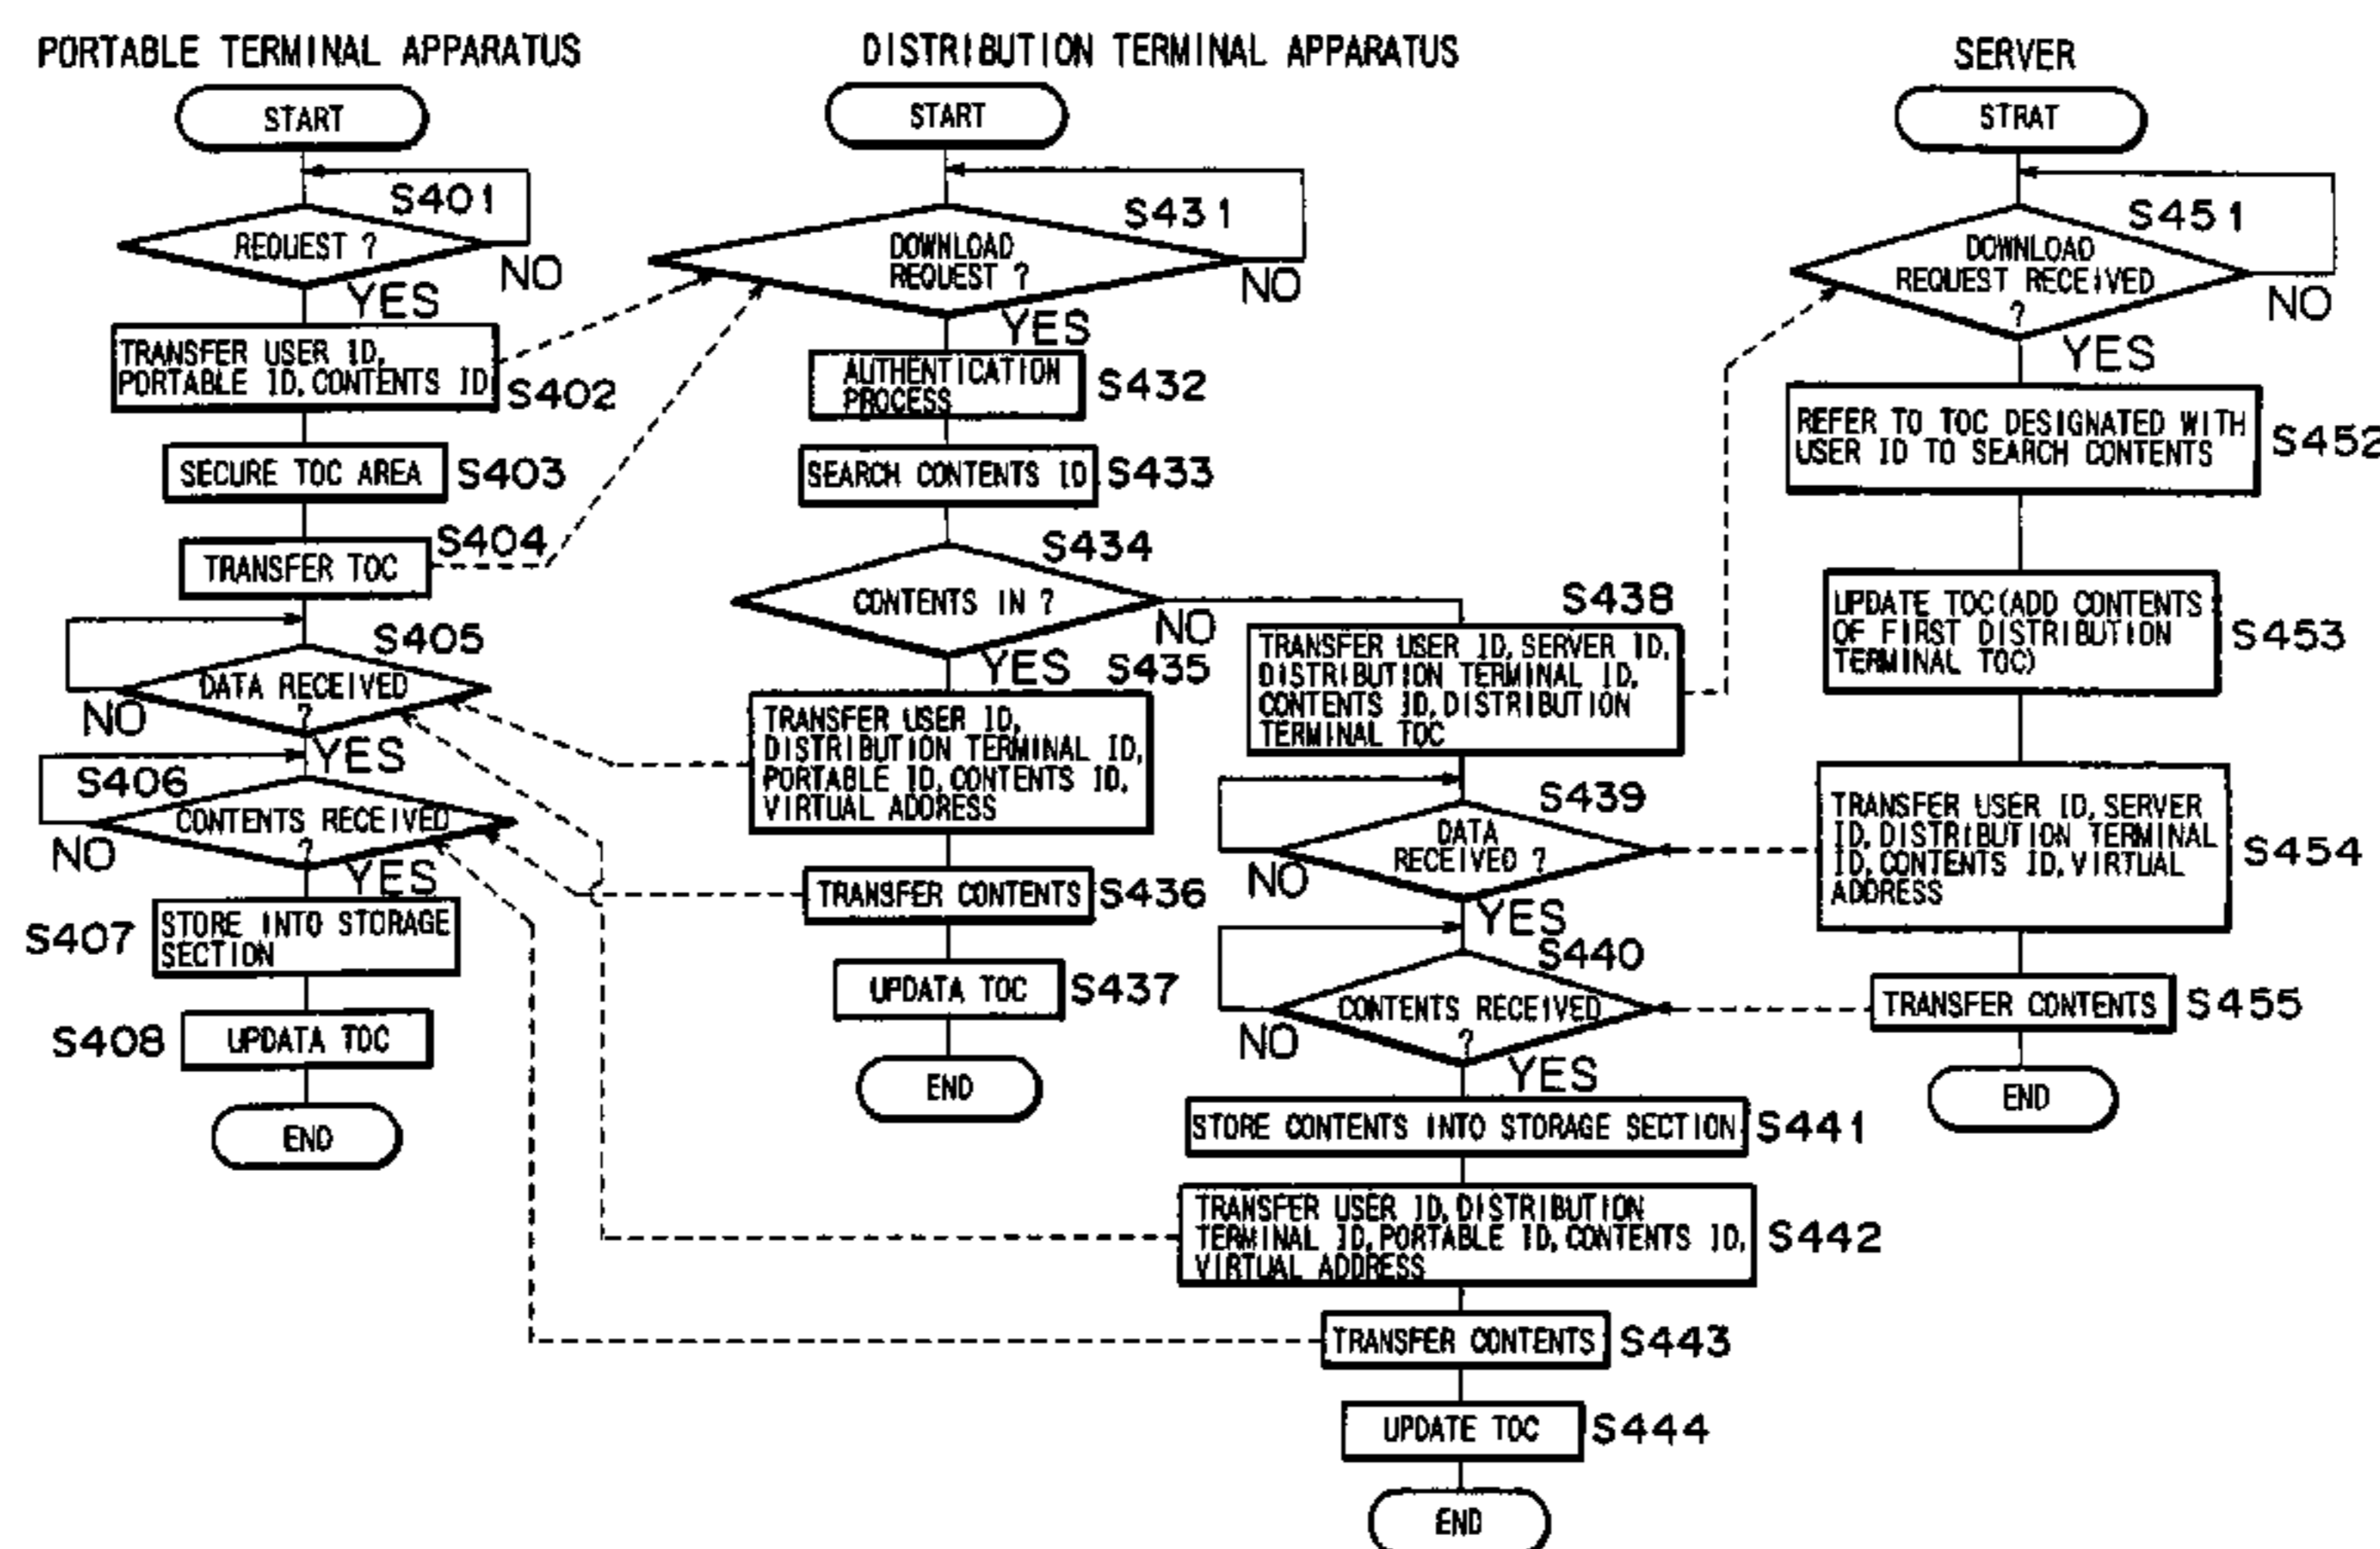 PORTABLE TERMINAL APPARATUS
START
S401
REQUEST ?
NO
YES
TRANSFER USER ID,
PORTABLE ID, CONTENTS ID
S402
SECURE TOC AREA
S403
TRANSFER TOC
S404
S405
DATA RECEIVED
?
NO
YES
S406
CONTENTS RECEIVED
?
NO
YES
S407
STORE INTO STORAGE
SECTION
S408
UPDATA TOC
END
DISTRIBUTION TERMINAL APPARATUS
START
S431
DOWNLOAD
REQUEST ?
NO
YES
AUTHENTICATION
PROCESS
S432
SEARCH CONTENTS ID
S433
S434
CONTENTS IN ?
NO
YES
S435
TRANSFER USER ID,
DISTRIBUTION TERMINAL ID,
PORTABLE ID, CONTENTS ID,
VIRTUAL ADDRESS
TRANSFER CONTENTS
S436
UPDATA TOC
S437
END
S438
TRANSFER USER ID, SERVER ID,
DISTRIBUTION TERMINAL ID,
CONTENTS ID, DISTRIBUTION
TERMINAL TOC
S439
DATA
RECEIVED ?
NO
YES
S440
CONTENTS RECEIVED
?
NO
YES
STORE CONTENTS INTO STORAGE SECTION
S441
TRANSFER USER ID, DISTRIBUTION
TERMINAL ID, PORTABLE ID, CONTENTS ID,
VIRTUAL ADDRESS
S442
TRANSFER CONTENTS
S443
UPDATE TOC
S444
END
SERVER
STRAT
S451
DOWNLOAD
REQUEST RECEIVED
?
NO
YES
REFER TO TOC DESIGNATED WITH
USER ID TO SEARCH CONTENTS
S452
UPDATE TOC(ADD CONTENTS
OF FIRST DISTRIBUTION
TERMINAL TOC)
S453
TRANSFER USER ID, SERVER
ID, DISTRIBUTION TERMINAL
ID, CONTENTS ID, VIRTUAL
ADDRESS
S454
TRANSFER CONTENTS
S455
END